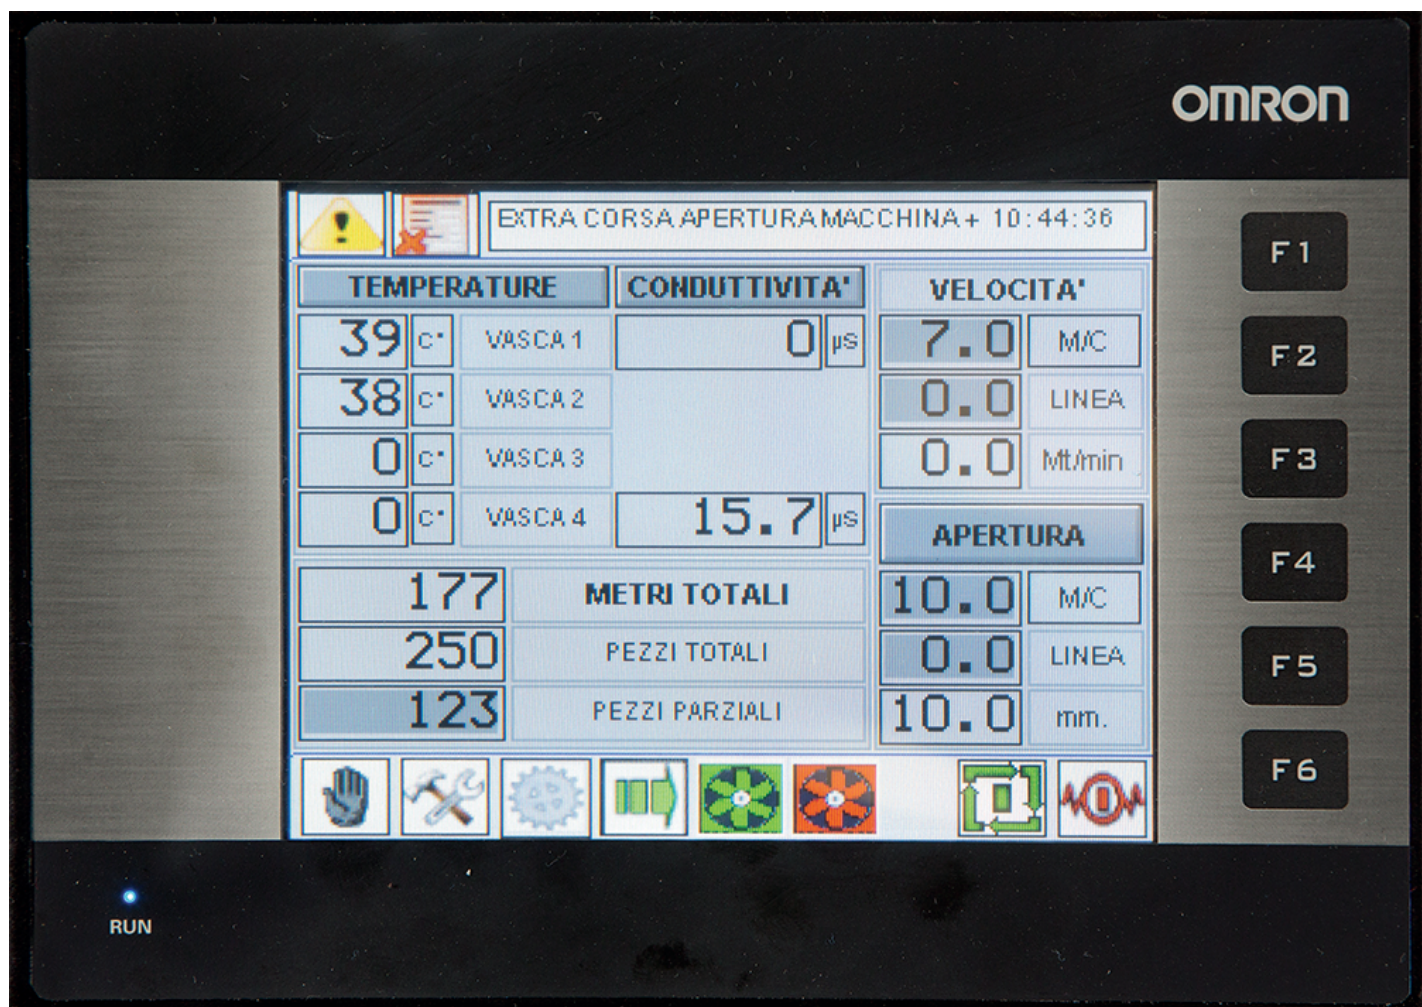 OMRON
EXTRA CORSA APERTURA MACCHINA + 10:44:36
TEMPERATURE CONDUTTIVITA' VELOCITA'
39 C° VASCA 1 0 µS 7.0 M/C
38 C° VASCA 2 0.0 LINEA
0 C° VASCA 3 0.0 Mt/min
0 C° VASCA 4 15.7 µS APERTURA
177 METRI TOTALI 10.0 M/C
250 PEZZI TOTALI 0.0 LINEA
123 PEZZI PARZIALI 10.0 mm.
F1
F2
F3
F4
F5
F6
RUN